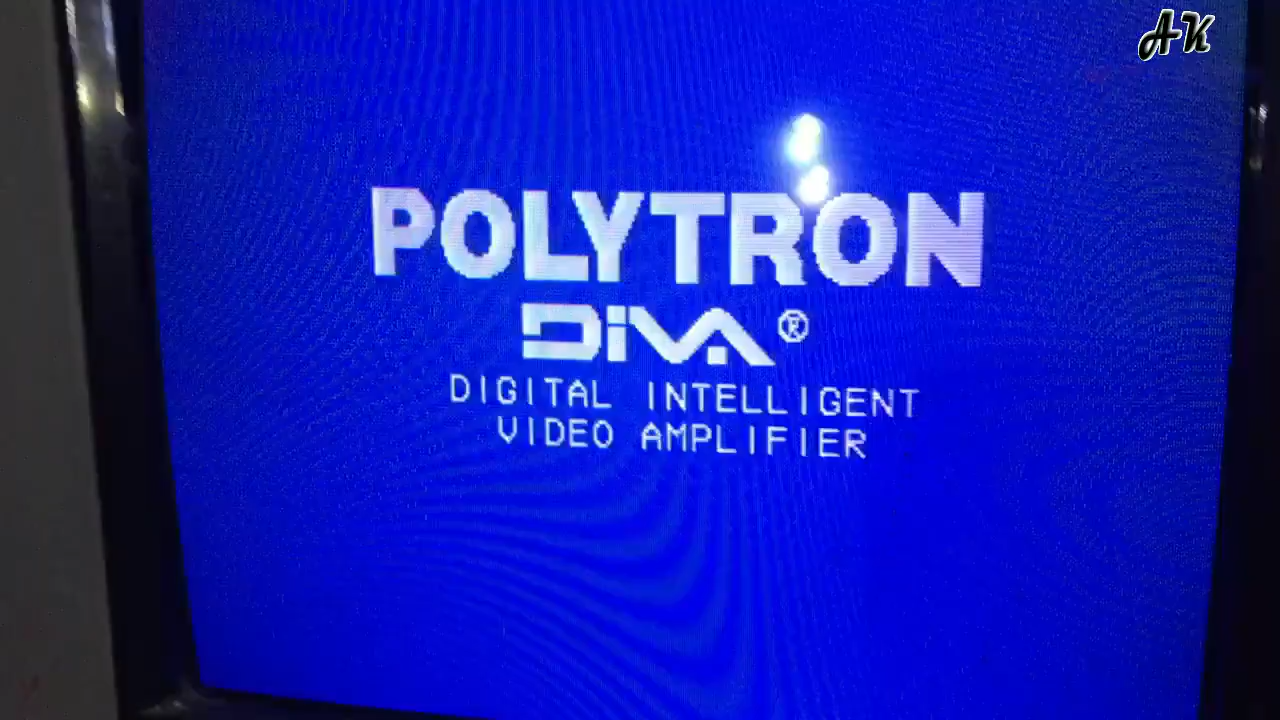 AK
POLYTRON
DiVA®
DIGITAL INTELLIGENT
VIDEO AMPLIFIER